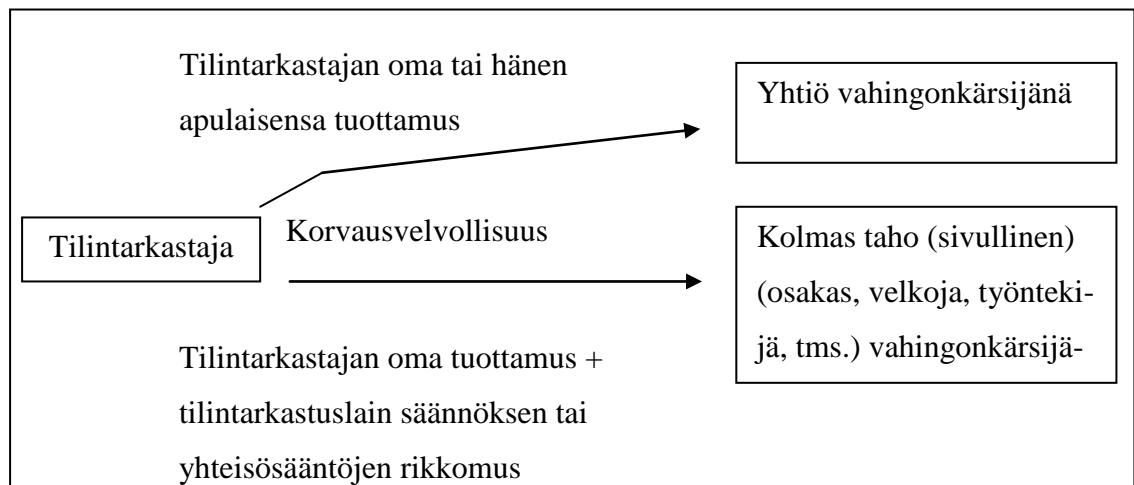 Tilintarkastajan oma tai hänen
apulaisensa tuottamus
Yhtiö vahingonkärsijänä
Tilintarkastaja
Korvausvelvollisuus
Kolmas taho (sivullinen)
(osakas, velkoja, työnteki-
jä, tms.) vahingonkärsijä-
Tilintarkastajan oma tuottamus +
tilintarkastuslain säännöksen tai
yhteisösääntöjen rikkomus